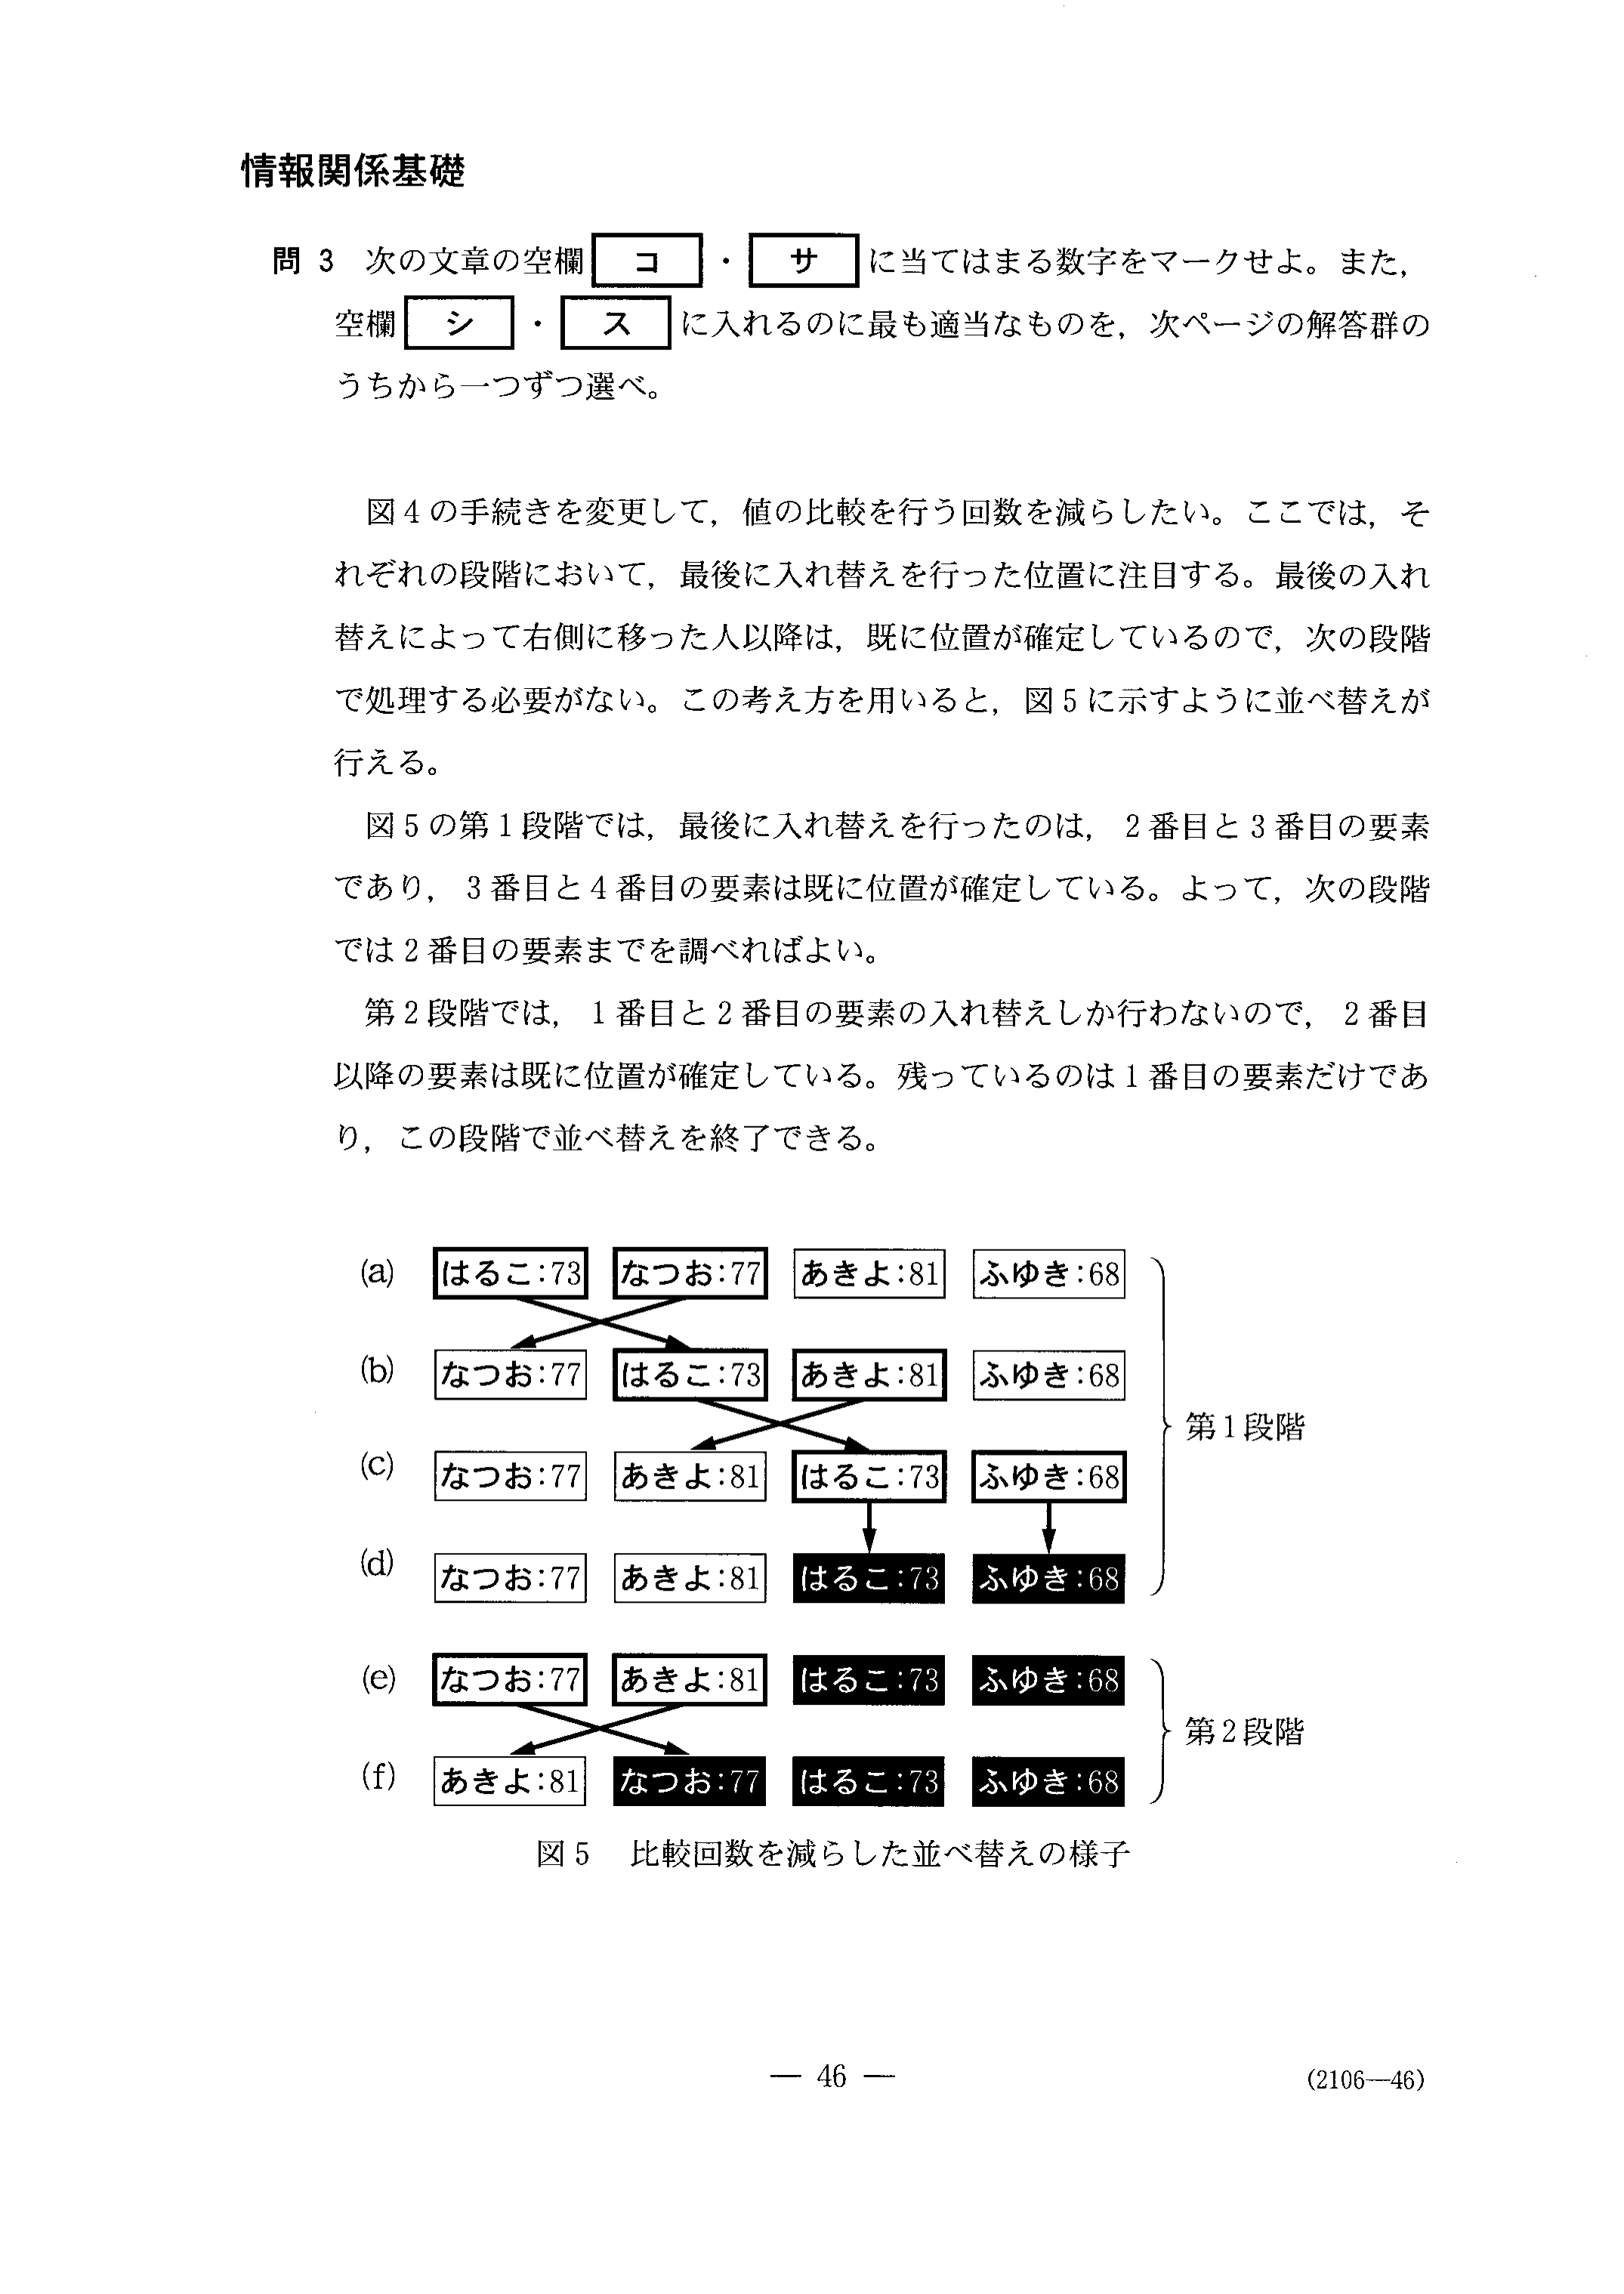 情報関係基礎
問 3 次の文章の空欄 コ ・ サ に当てはまる数字をマークせよ。また，
空欄 シ ・ ス に入れるのに最も適当なものを，次ページの解答群の
うちから一つずつ選べ。
図4の手続きを変更して，値の比較を行う回数を減らしたい。ここでは，そ
れぞれの段階において，最後に入れ替えを行った位置に注目する。最後の入れ
替えによって右側に移った人以降は，既に位置が確定しているので，次の段階
で処理する必要がない。この考え方を用いると，図5に示すように並べ替えが
行える。
図5の第1段階では，最後に入れ替えを行ったのは，2番目と3番目の要素
であり，3番目と4番目の要素は既に位置が確定している。よって，次の段階
では2番目の要素までを調べればよい。
第2段階では，1番目と2番目の要素の入れ替えしか行わないので，2番目
以降の要素は既に位置が確定している。残っているのは1番目の要素だけであ
り，この段階で並べ替えを終了できる。
(a) はるこ:73 なつお:77 あきよ:81 ふゆき:68
(b) なつお:77 はるこ:73 あきよ:81 ふゆき:68
第1段階
(c) なつお:77 あきよ:81 はるこ:73 ふゆき:68
(d) なつお:77 あきよ:81 はるこ:73 ふゆき:68
(e) なつお:77 あきよ:81 はるこ:73 ふゆき:68
第2段階
(f) あきよ:81 なつお:77 はるこ:73 ふゆき:68
図5 比較回数を減らした並べ替えの様子
— 46 —
(2106—46)